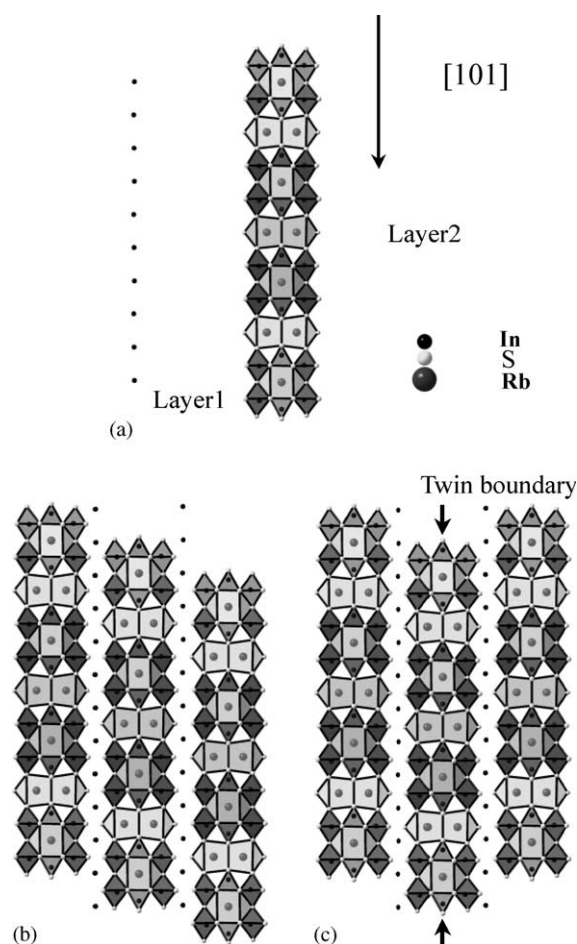 [101]
Layer2
In
S
Rb
Layer1
(a)
Twin boundary
(b)
(c)